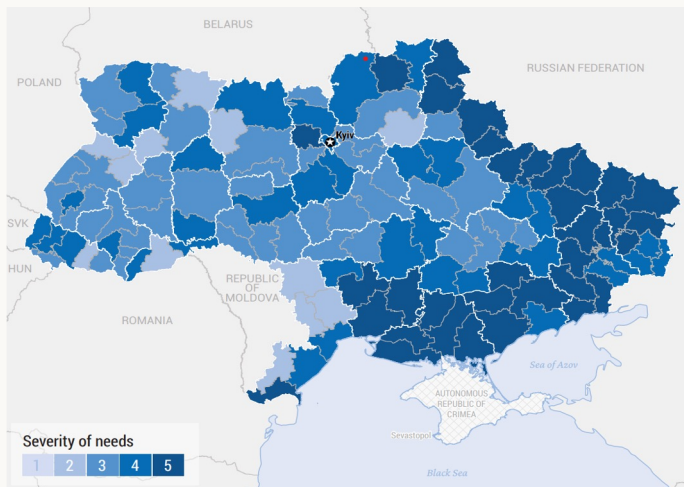 BELARUS
POLAND
RUSSIAN FEDERATION
Kyiv
SVK
HUN
REPUBLIC
OF
MOLDOVA
ROMANIA
Sea of Azov
AUTONOMOUS
REPUBLIC OF
CRIMEA
Sevastopol
Black Sea
Severity of needs
1 2 3 4 5